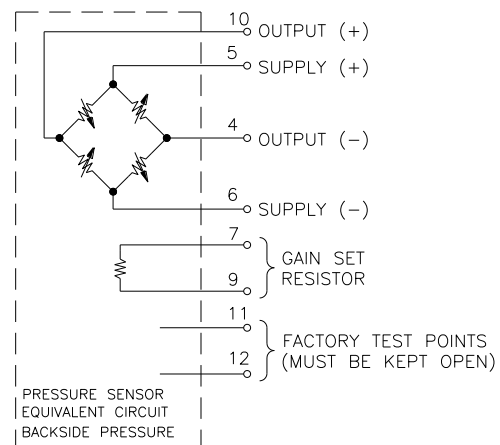 10
OUTPUT (+)
5
SUPPLY (+)
4
OUTPUT (-)
6
SUPPLY (-)
7
GAIN SET
RESISTOR
9
11
FACTORY TEST POINTS
(MUST BE KEPT OPEN)
12
PRESSURE SENSOR
EQUIVALENT CIRCUIT
BACKSIDE PRESSURE